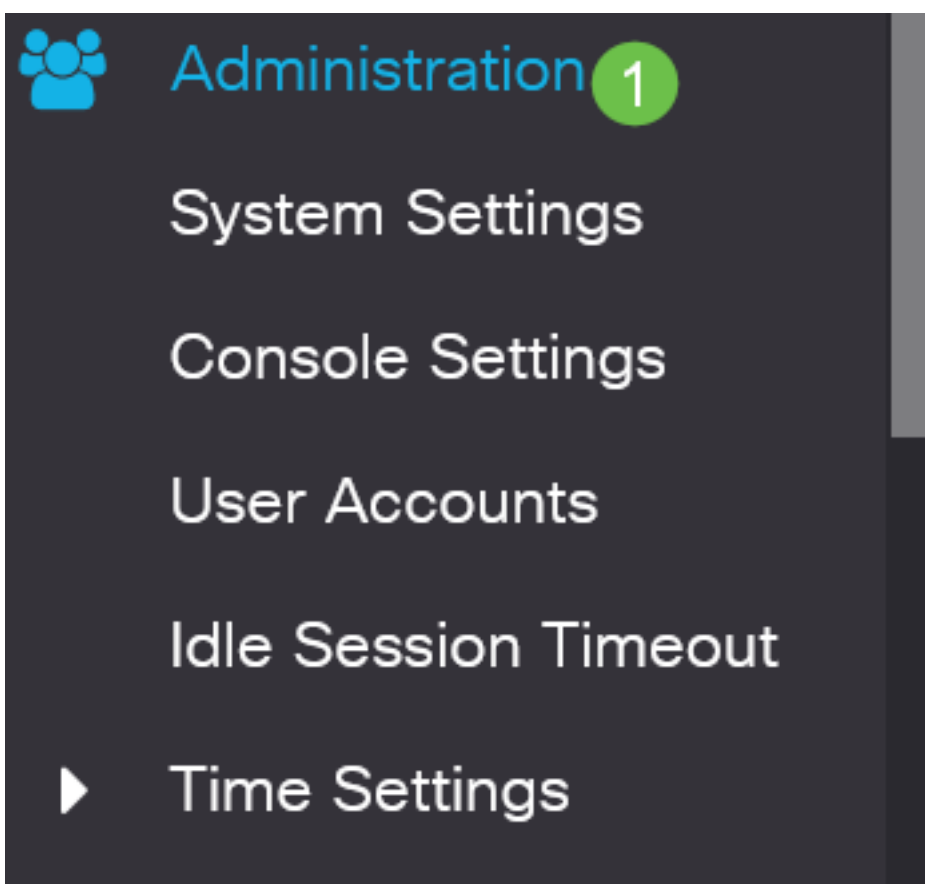 Administration 1
System Settings
Console Settings
User Accounts
Idle Session Timeout
Time Settings